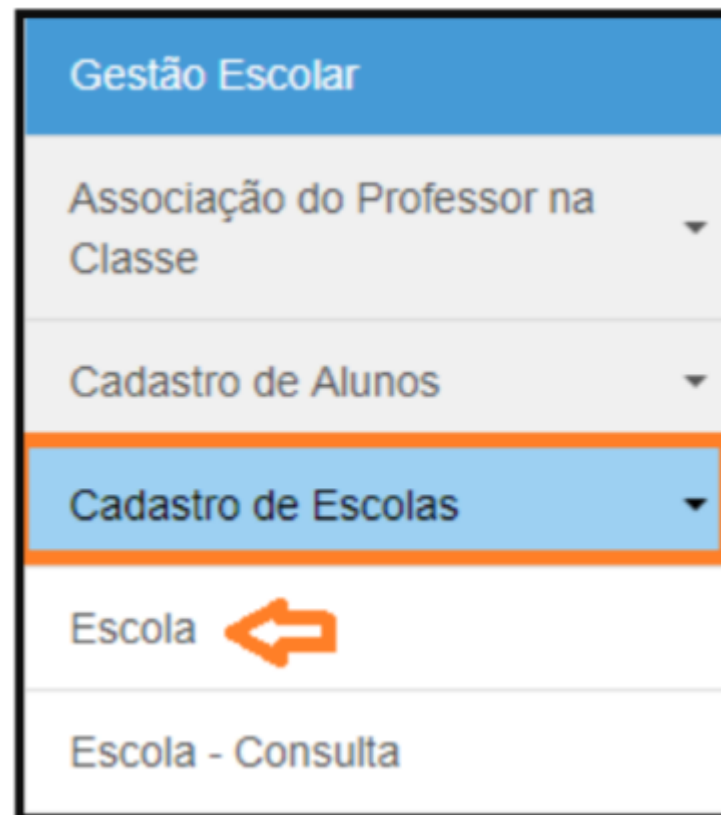 Gestão Escolar
Associação do Professor na
Classe
Cadastro de Alunos
Cadastro de Escolas
Escola
Escola - Consulta